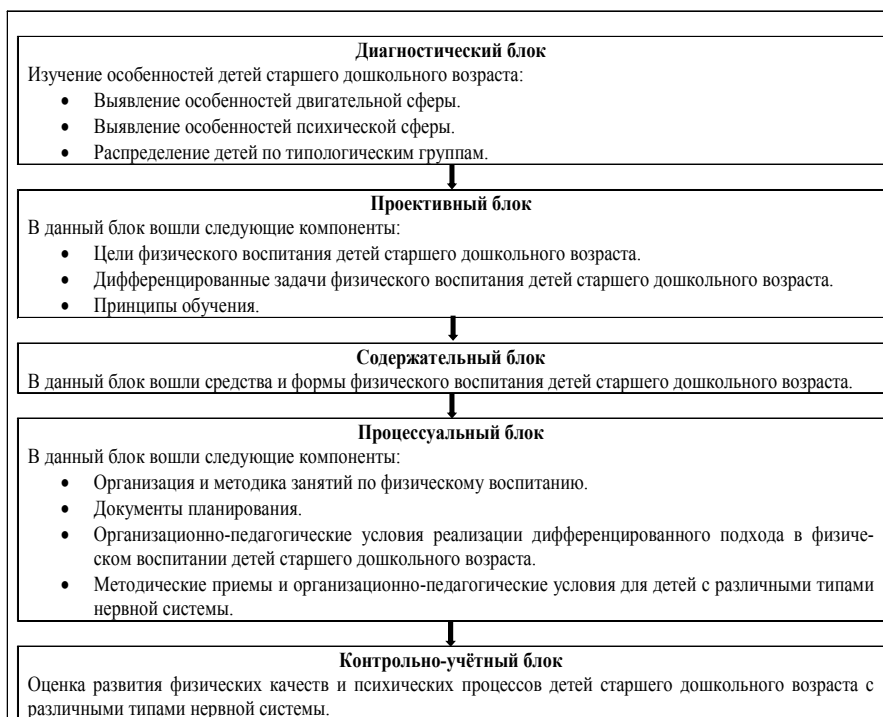 Диагностический блок
Изучение особенностей детей старшего дошкольного возраста:
• Выявление особенностей двигательной сферы.
• Выявление особенностей психической сферы.
• Распределение детей по типологическим группам.
Проективный блок
В данный блок вошли следующие компоненты:
• Цели физического воспитания детей старшего дошкольного возраста.
• Дифференцированные задачи физического воспитания детей старшего дошкольного возраста.
• Принципы обучения.
Содержательный блок
В данный блок вошли средства и формы физического воспитания детей старшего дошкольного возраста.
Процессуальный блок
В данный блок вошли следующие компоненты:
• Организация и методика занятий по физическому воспитанию.
• Документы планирования.
• Организационно-педагогические условия реализации дифференцированного подхода в физиче-
ском воспитании детей старшего дошкольного возраста.
• Методические приемы и организационно-педагогические условия для детей с различными типами
нервной системы.
Контрольно-учётный блок
Оценка развития физических качеств и психических процессов детей старшего дошкольного возраста с
различными типами нервной системы.